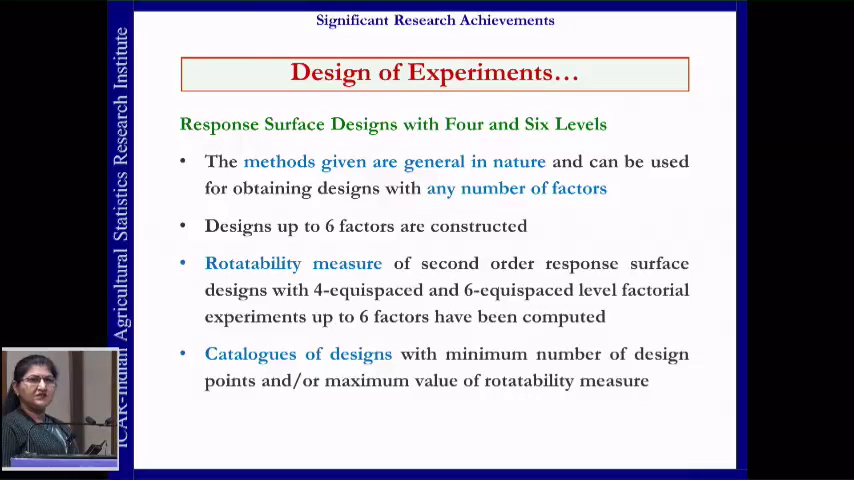 Significant Research Achievements
Design of Experiments…
Response Surface Designs with Four and Six Levels
• The methods given are general in nature and can be used
for obtaining designs with any number of factors
• Designs up to 6 factors are constructed
• Rotatability measure of second order response surface
designs with 4-equispaced and 6-equispaced level factorial
experiments up to 6 factors have been computed
• Catalogues of designs with minimum number of design
points and/or maximum value of rotatability measure
ICAR-Indian Agricultural Statistics Research Institute